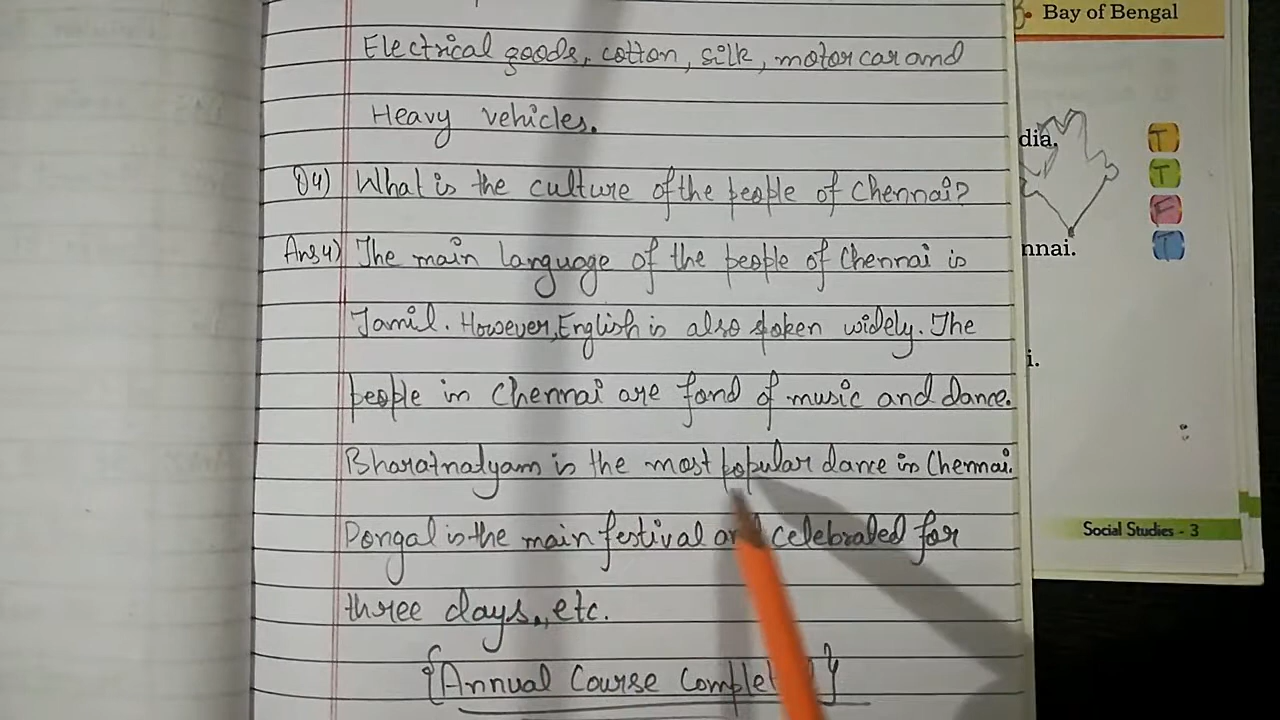 Electrical goods, cotton, silk, motor car and
Heavy vehicles.
Q4) What is the culture of the people of Chennai?
Ans4) The main language of the people of Chennai is
Tamil. However, English is also spoken widely. The
people in Chennai are fond of music and dance.
Bharatnatyam is the most popular dance in Chennai.
Pongal is the main festival and celebrated for
three days., etc.
{Annual Course Complet }
Bay of Bengal
dia.
T
T
F
nnai.
T
i.
Social Studies - 3